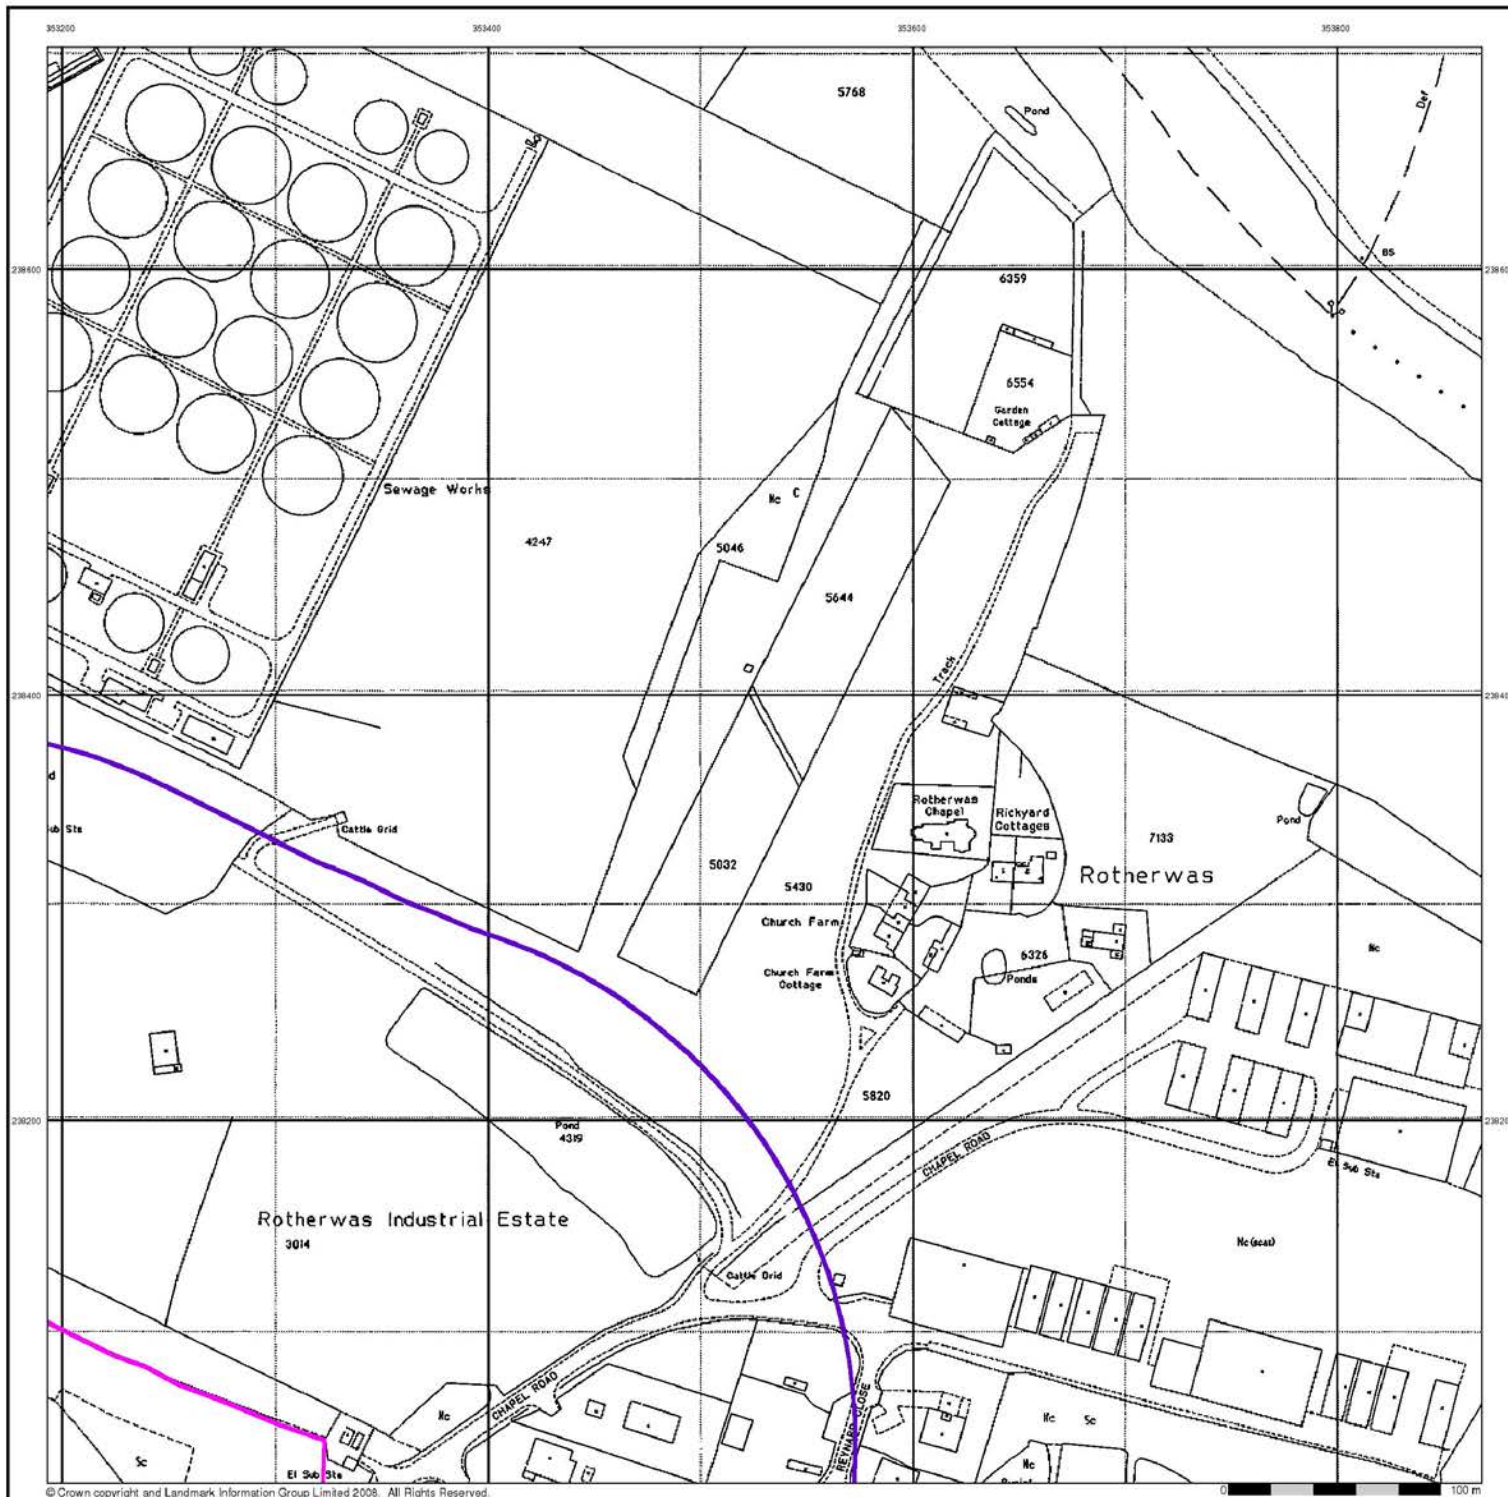 353200 353400 353600 353800
5768
Pond
Def
BS
238600
6359
6554
Garden
Cottage
Sewage Works
Nc C
4247
5046
5644
Track
238400
Rotherwas
Chapel
Rickyard
Cottages
Cattle Grid
Pond
7133
Rotherwas
5032
5430
Church Farm
6326
Nc
Church Farm
Cottage
Ponds
5820
238200
Pond
4319
CHAPEL ROAD
El Sub Sta
Rotherwas Industrial Estate
3014
Nc (scat)
Cattle Grid
CHAPEL ROAD
REYNARD CLOSE
Nc
Nc Sc
Sc
El Sub Sta
Nc
© Crown copyright and Landmark Information Group Limited 2008. All Rights Reserved.
0 100 m